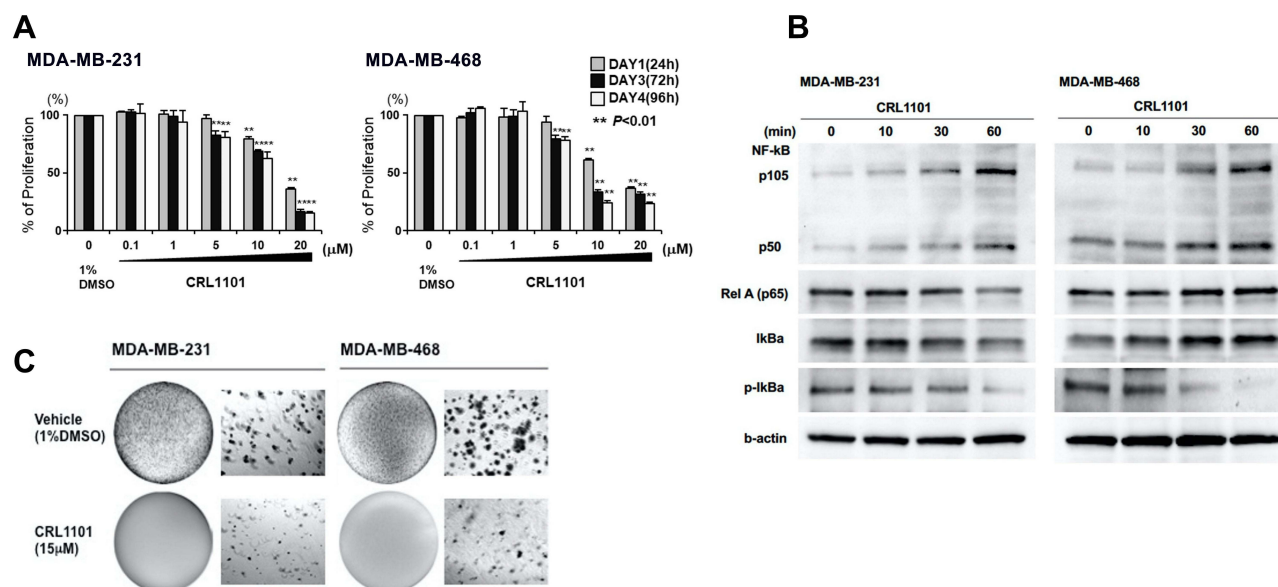 A
MDA-MB-231
MDA-MB-468
DAY1(24h)
DAY3(72h)
DAY4(96h)
** P<0.01
(%)
100
50
0
% of Proliferation
** **
** ** **
** ** **
0 0.1 1 5 10 20 (μM)
1%
DMSO
CRL1101
(%)
100
50
0
% of Proliferation
** **
** ** **
** ** **
0 0.1 1 5 10 20 (μM)
1%
DMSO
CRL1101
B
MDA-MB-231
MDA-MB-468
CRL1101
CRL1101
(min) 0 10 30 60
0 10 30 60
NF-kB
p105
p50
Rel A (p65)
IkBa
p-IkBa
b-actin
C
MDA-MB-231
MDA-MB-468
Vehicle
(1%DMSO)
CRL1101
(15μM)